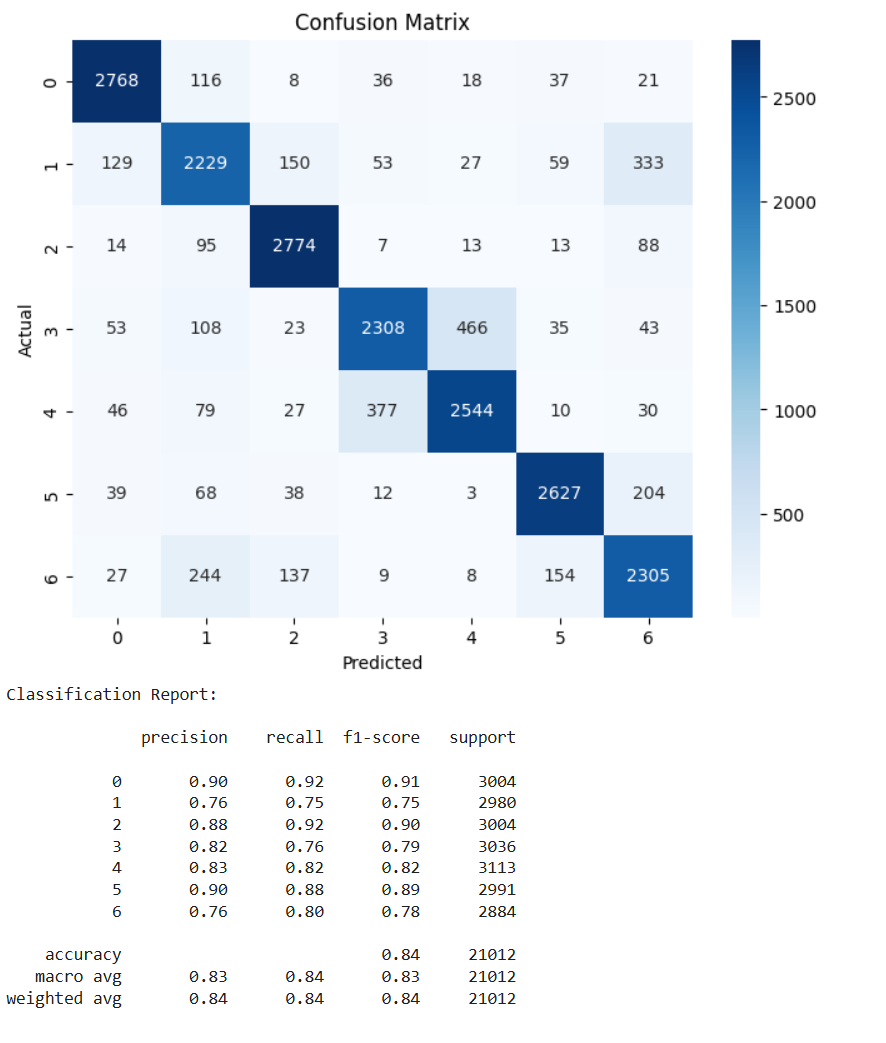 Confusion Matrix
0 2768 116 8 36 18 37 21
1 129 2229 150 53 27 59 333
2 14 95 2774 7 13 13 88
3 53 108 23 2308 466 35 43
4 46 79 27 377 2544 10 30
5 39 68 38 12 3 2627 204
6 27 244 137 9 8 154 2305
0 1 2 3 4 5 6
Actual
Predicted
2500
2000
1500
1000
500
Classification Report:
precision recall f1-score support
0 0.90 0.92 0.91 3004
1 0.76 0.75 0.75 2980
2 0.88 0.92 0.90 3004
3 0.82 0.76 0.79 3036
4 0.83 0.82 0.82 3113
5 0.90 0.88 0.89 2991
6 0.76 0.80 0.78 2884
accuracy 0.84 21012
macro avg 0.83 0.84 0.83 21012
weighted avg 0.84 0.84 0.84 21012